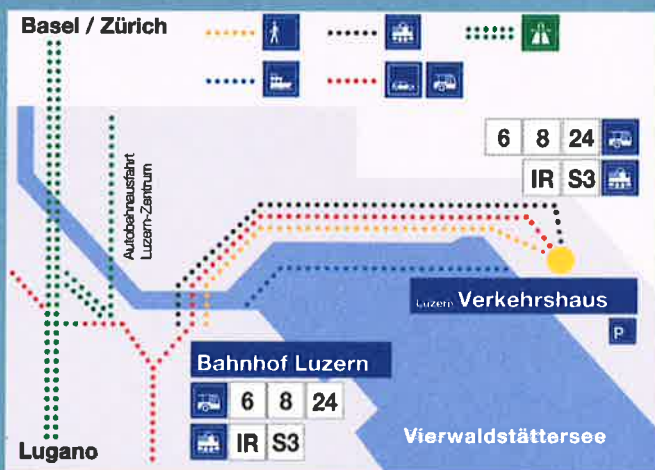 Basel / Zürich
6 8 24
IR S3
Autobahnausfahrt
Luzern-Zentrum
Luzern Verkehrshaus
P
Bahnhof Luzern
6 8 24
IR S3
Vierwaldstättersee
Lugano